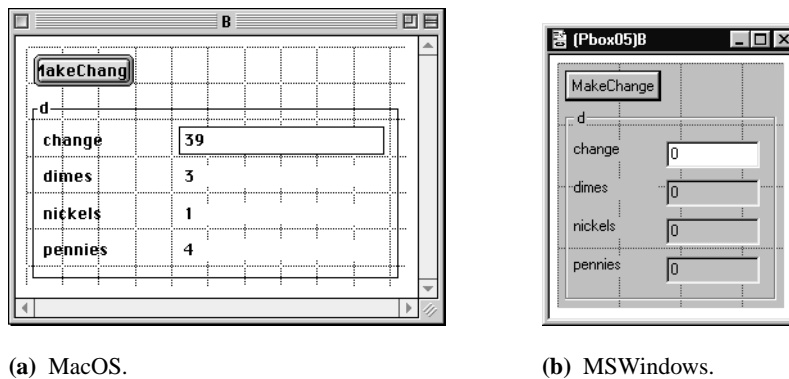 B
MakeChang
d
change 39
dimes 3
nickels 1
pennies 4
(a) MacOS.
(Pbox05)B
MakeChange
d
change 0
dimes 0
nickels 0
pennies 0
(b) MSWindows.